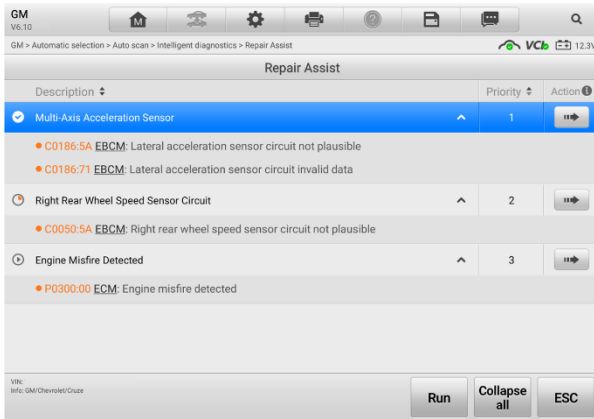 GM
V6.10
M
?
GM > Automatic selection > Auto scan > Intelligent diagnostics > Repair Assist
VCI
12.3V
Repair Assist
Description Priority Action
Multi-Axis Acceleration Sensor 1
C0186:5A EBCM: Lateral acceleration sensor circuit not plausible
C0186:71 EBCM: Lateral acceleration sensor circuit invalid data
Right Rear Wheel Speed Sensor Circuit 2
C0050:5A EBCM: Right rear wheel speed sensor circuit not plausible
Engine Misfire Detected 3
P0300:00 ECM: Engine misfire detected
VIN:
Info: GM/Chevrolet/Cruze
Run
Collapse
all
ESC